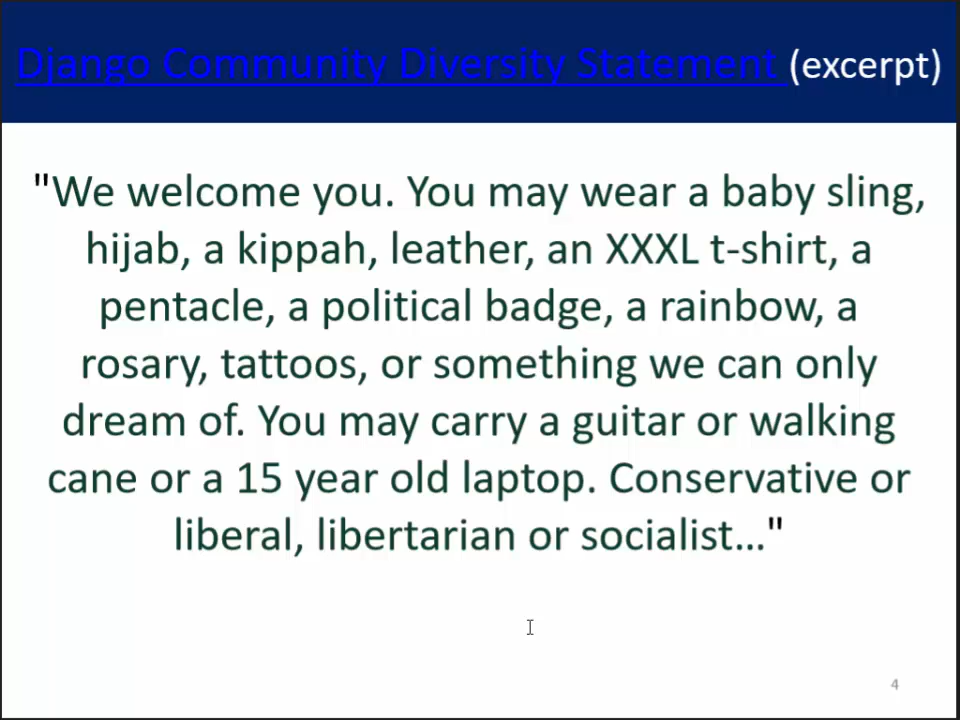 Django Community Diversity Statement (excerpt)
"We welcome you. You may wear a baby sling,
hijab, a kippah, leather, an XXXL t-shirt, a
pentacle, a political badge, a rainbow, a
rosary, tattoos, or something we can only
dream of. You may carry a guitar or walking
cane or a 15 year old laptop. Conservative or
liberal, libertarian or socialist…"
4